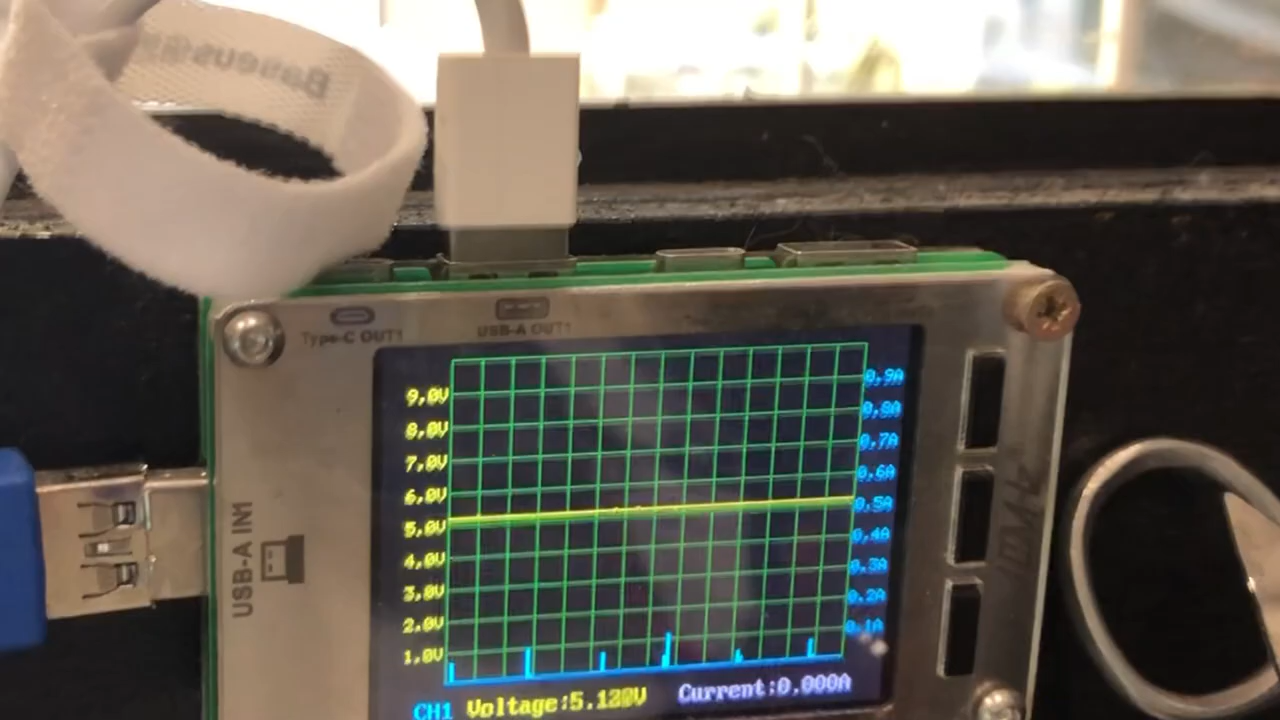 Baseus
Type-C OUT1
USB-A OUT1
USB-A IN1
9.0V
8.0V
7.0V
6.0V
5.0V
4.0V
3.0V
2.0V
1.0V
0.9A
0.8A
0.7A
0.6A
0.5A
0.4A
0.3A
0.2A
0.1A
CH1 Voltage:5.120V Current:0.000A